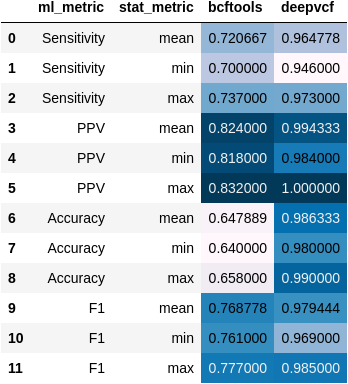 ml_metric stat_metric bcftools deepvcf
0 Sensitivity mean 0.720667 0.964778
1 Sensitivity min 0.700000 0.946000
2 Sensitivity max 0.737000 0.973000
3 PPV mean 0.824000 0.994333
4 PPV min 0.818000 0.984000
5 PPV max 0.832000 1.000000
6 Accuracy mean 0.647889 0.986333
7 Accuracy min 0.640000 0.980000
8 Accuracy max 0.658000 0.990000
9 F1 mean 0.768778 0.979444
10 F1 min 0.761000 0.969000
11 F1 max 0.777000 0.985000